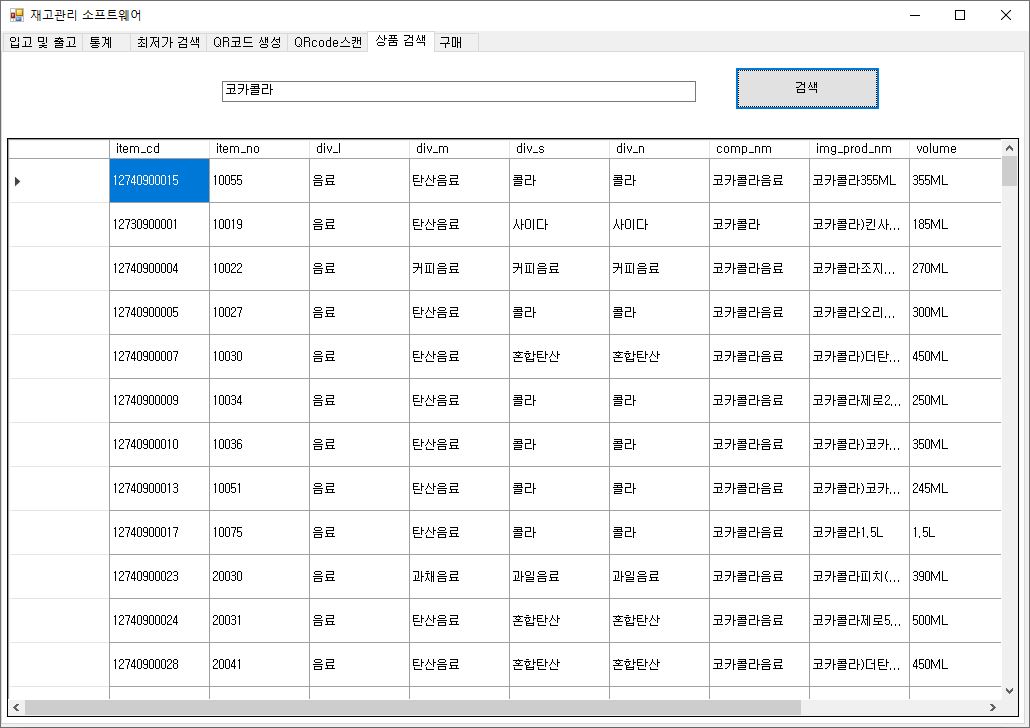 재고관리 소프트웨어
입고 및 출고 통계 최저가 검색 QR코드 생성 QRcode스캔 상품 검색 구매
코카콜라 검색
item_cd item_no div_l div_m div_s div_n comp_nm img_prod_nm volume
12740900015 10055 음료 탄산음료 콜라 콜라 코카콜라음료 코카콜라355ML 355ML
12730900001 10019 음료 탄산음료 사이다 사이다 코카콜라 코카콜라)킨사... 185ML
12740900004 10022 음료 커피음료 커피음료 커피음료 코카콜라음료 코카콜라조지... 270ML
12740900005 10027 음료 탄산음료 콜라 콜라 코카콜라음료 코카콜라오리... 300ML
12740900007 10030 음료 탄산음료 혼합탄산 혼합탄산 코카콜라음료 코카콜라)더탄... 450ML
12740900009 10034 음료 탄산음료 콜라 콜라 코카콜라음료 코카콜라제로2... 250ML
12740900010 10036 음료 탄산음료 콜라 콜라 코카콜라음료 코카콜라)코카... 350ML
12740900013 10051 음료 탄산음료 콜라 콜라 코카콜라음료 코카콜라)코카... 245ML
12740900017 10075 음료 탄산음료 콜라 콜라 코카콜라음료 코카콜라1.5L 1.5L
12740900023 20030 음료 과채음료 과일음료 과일음료 코카콜라음료 코카콜라피치(... 390ML
12740900024 20031 음료 탄산음료 혼합탄산 혼합탄산 코카콜라음료 코카콜라제로5... 500ML
12740900028 20041 음료 탄산음료 혼합탄산 혼합탄산 코카콜라음료 코카콜라)더탄... 450ML